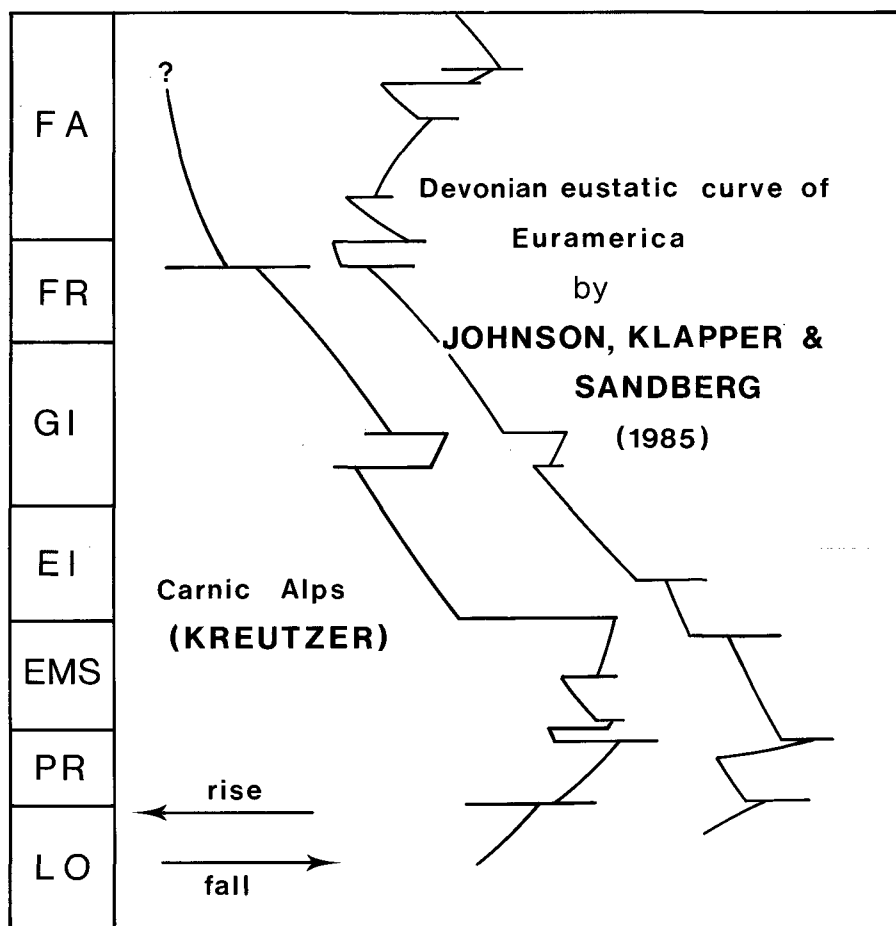 FA
FR
GI
EI
EMS
PR
LO
?
Devonian eustatic curve of
Euramerica
by
JOHNSON, KLAPPER &
SANDBERG
(1985)
Carnic Alps
(KREUTZER)
rise
fall